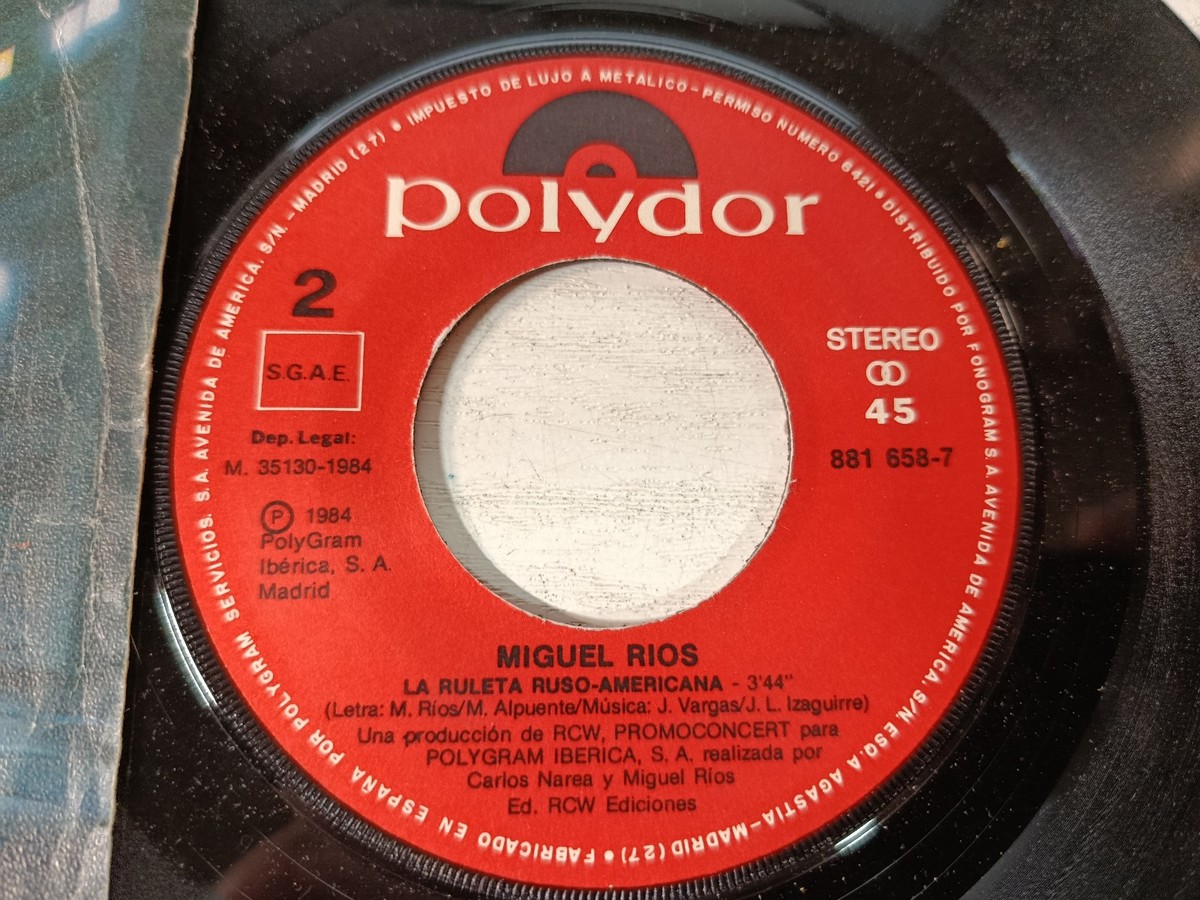 FABRICADO EN ESPAÑA POR POLYGRAM SERVICIOS. S.A. AVENIDA DE AMERICA. S/N. - MADRID (27) • IMPUESTO DE LUJO A METALICO - PERMISO NUMERO 6421 • DISTRIBUIDO POR FONOGRAM S.A. AVENIDA DE AMERICA. S/N ESQ.A AGASTIA-MADRID (27) •
polydor
2
S.G.A.E.
Dep. Legal:
M. 35130-1984
Ⓟ 1984
PolyGram
Ibérica, S. A.
Madrid
STEREO
45
881 658-7
MIGUEL RIOS
LA RULETA RUSO-AMERICANA - 3'44"
(Letra: M. Ríos/M. Alpuente/Música: J. Vargas/J. L. Izaguirre)
Una producción de RCW, PROMOCONCERT para
POLYGRAM IBERICA, S. A. realizada por
Carlos Narea y Miguel Ríos
Ed. RCW Ediciones